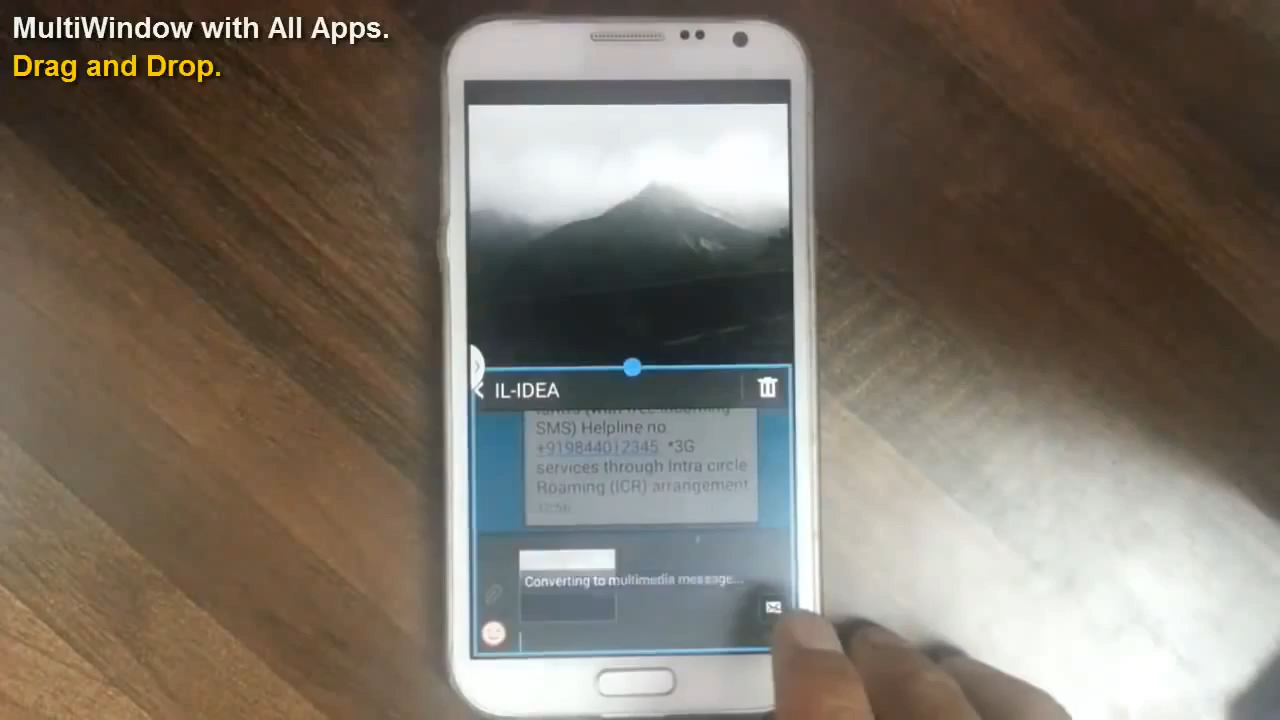 MultiWindow with All Apps.
Drag and Drop.
IL-IDEA
SMS) Helpline no
+919844012345 *3G
services through Intra circle
Roaming (ICR) arrangement
Converting to multimedia message...